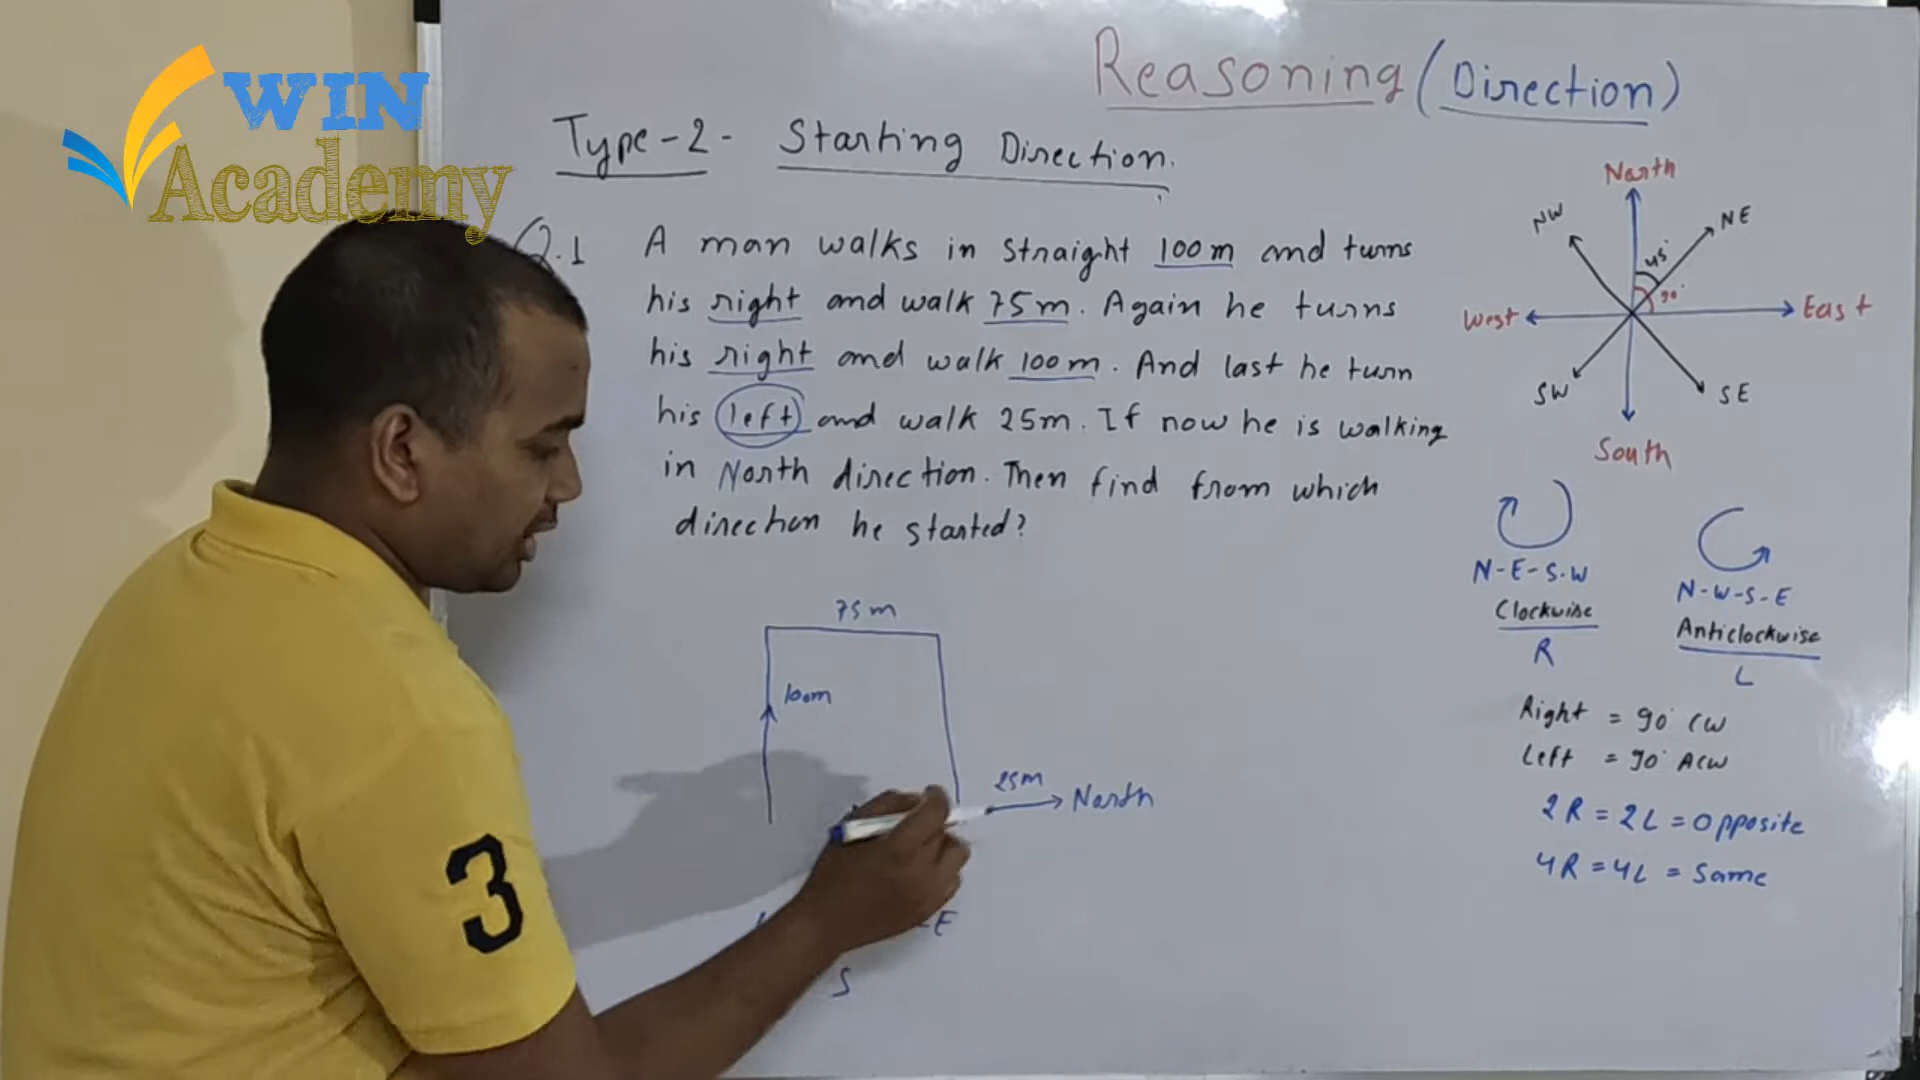 WIN
Academy
Reasoning (Direction)
Type-2- Starting Direction.
Q.1 A man walks in straight 100m and turns
his right and walk 75m. Again he turns
his right and walk 100m. And last he turn
his left and walk 25m. If now he is walking
in North direction. Then find from which
direction he started?
North
NW
NE
45°
90°
West
East
SW
SE
South
N-E-S-W
Clockwise
R
N-W-S-E
Anticlockwise
L
Right = 90° CW
Left = 90° ACW
2R = 2L = Opposite
4R = 4L = Same
75m
100m
25m
North
E
S
3